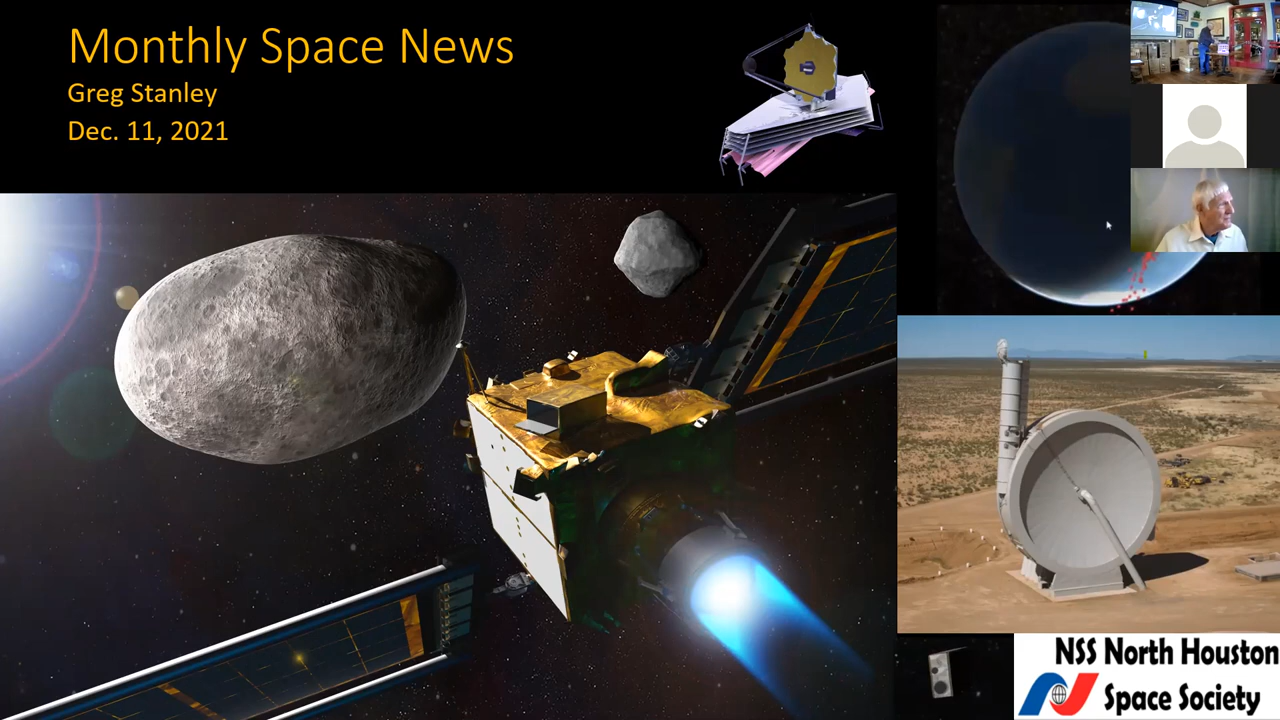 Monthly Space News
Greg Stanley
Dec. 11, 2021
NSS North Houston
Space Society